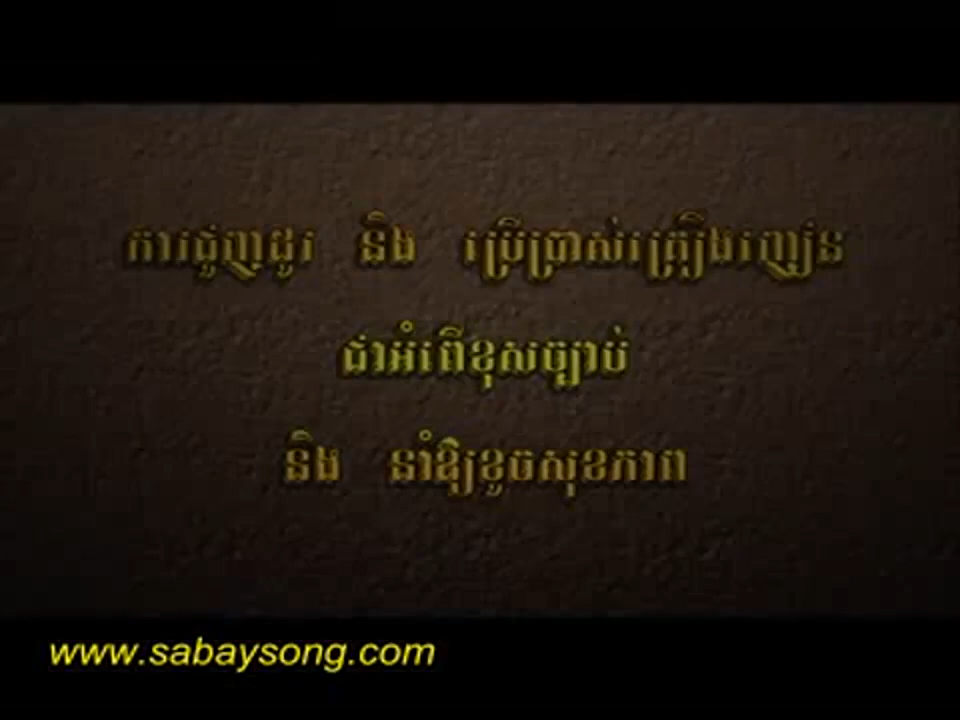 ការជួញដូរ និង ប្រើប្រាស់គ្រឿងញៀន
ជាអំពើខុសច្បាប់
និង នាំឱ្យខូចសុខភាព
www.sabaysong.com